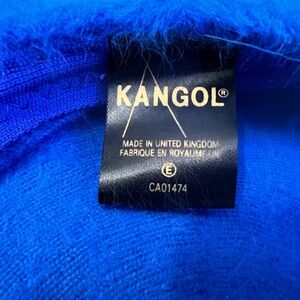 KANGOL®
MADE IN UNITED KINGDOM
FABRIQUE EN ROYAUME-UNI
E
CA01474